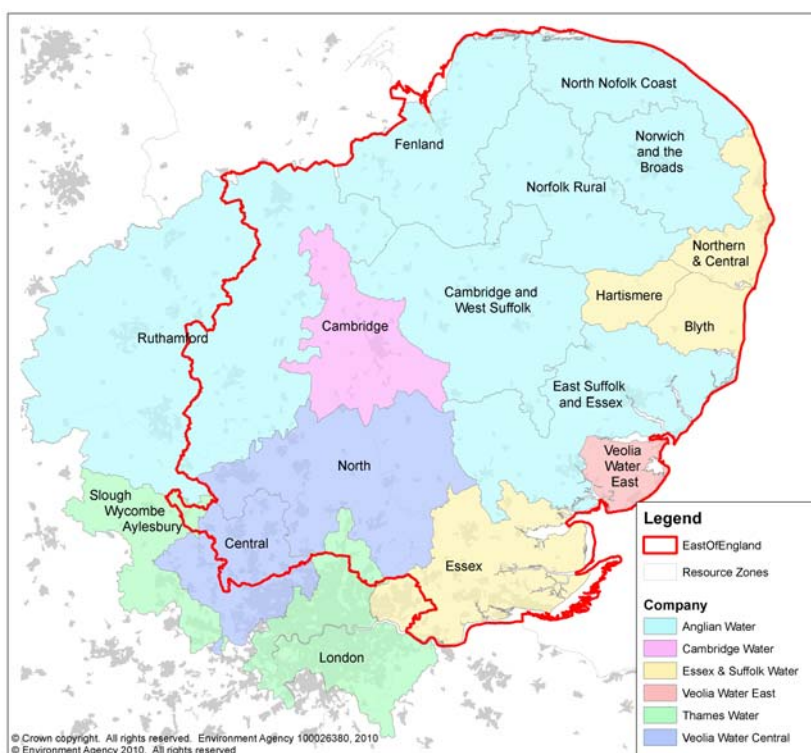 North Nofolk Coast
Fenland
Norwich
and the
Broads
Norfolk Rural
Northern
& Central
Cambridge and
West Suffolk
Hartismere
Ruthamford
Cambridge
Blyth
East Suffolk
and Essex
North
Veolia
Water
East
Slough
Wycombe
Aylesbury
Central
Essex
London
Legend
EastOfEngland
Resource Zones
Company
Anglian Water
Cambridge Water
Essex & Suffolk Water
Veolia Water East
Thames Water
Veolia Water Central
© Crown copyright. All rights reserved. Environment Agency 100026380, 2010
© Environment Agency 2010. All rights reserved